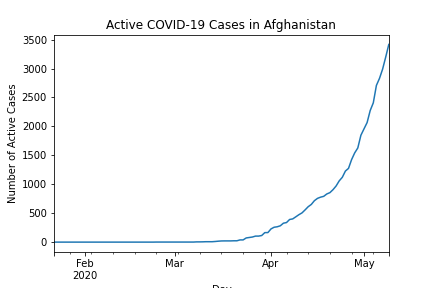 Active COVID-19 Cases in Afghanistan
Number of Active Cases
3500
3000
2500
2000
1500
1000
500
0
Feb
2020
Mar
Apr
May